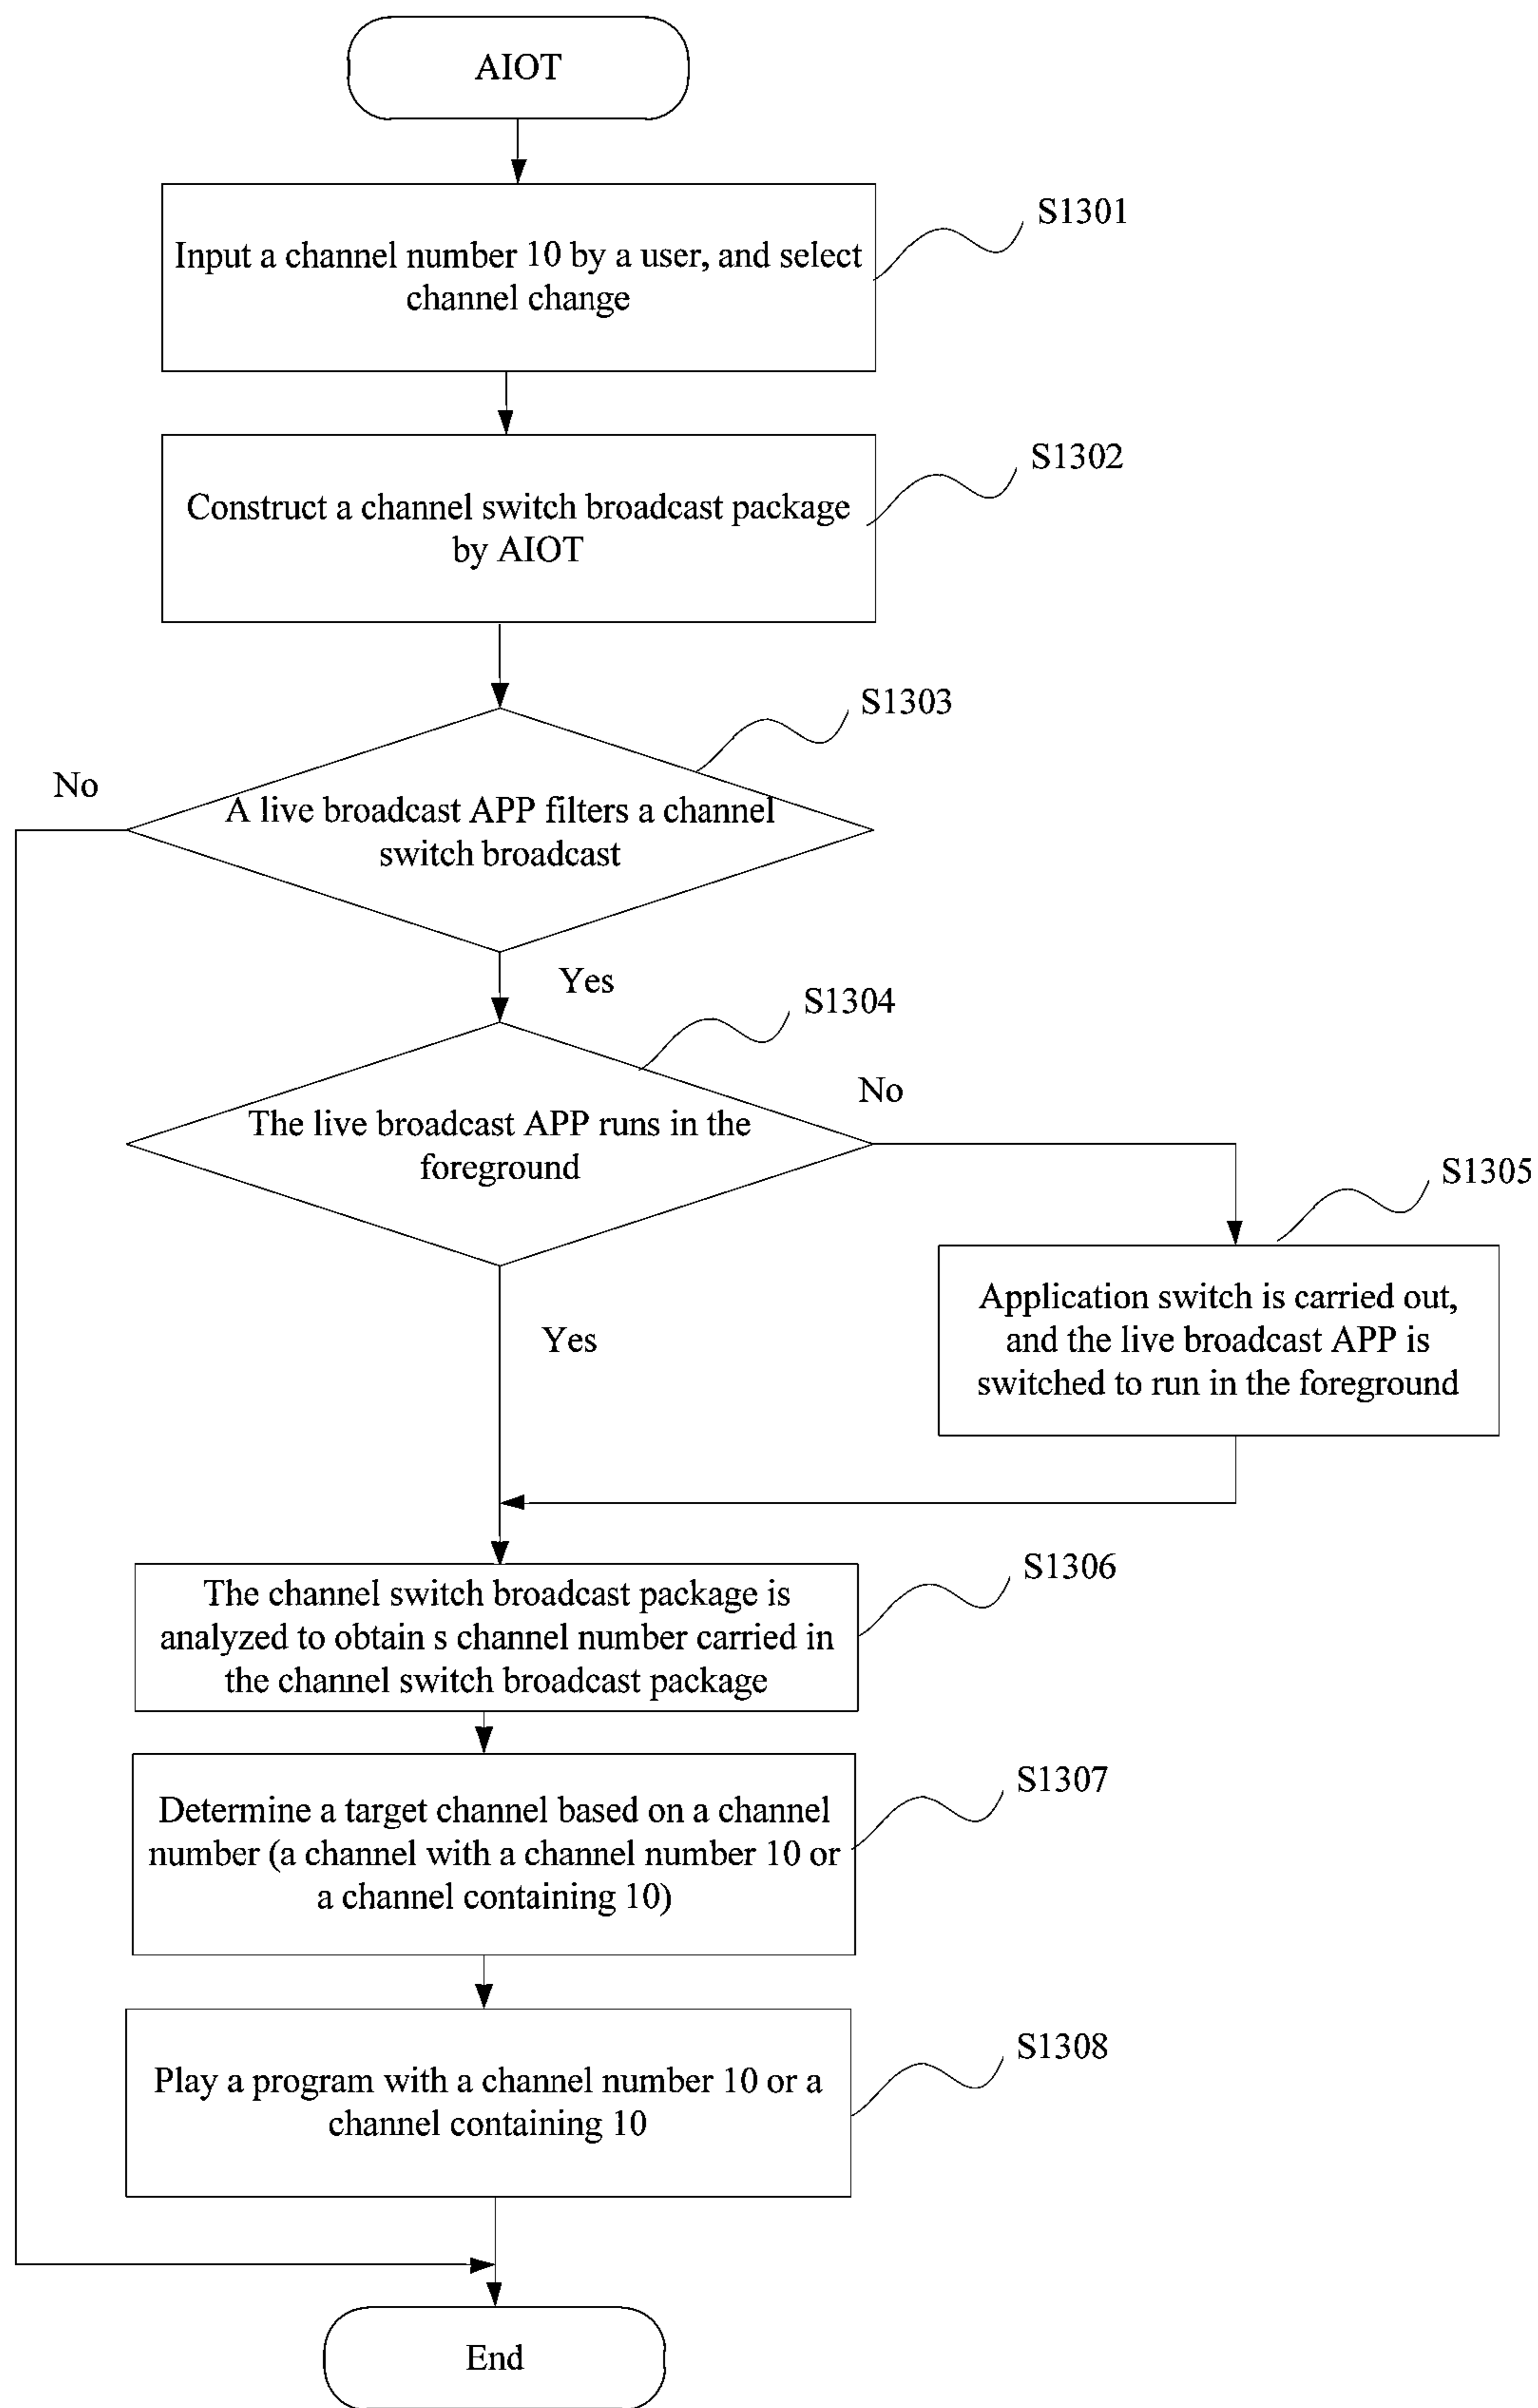 AIOT
S1301
Input a channel number 10 by a user, and select
channel change
S1302
Construct a channel switch broadcast package
by AIOT
S1303
No
A live broadcast APP filters a channel
switch broadcast
Yes
S1304
No
The live broadcast APP runs in the
foreground
S1305
Application switch is carried out,
and the live broadcast APP is
switched to run in the foreground
Yes
S1306
The channel switch broadcast package is
analyzed to obtain s channel number carried in
the channel switch broadcast package
S1307
Determine a target channel based on a channel
number (a channel with a channel number 10 or
a channel containing 10)
S1308
Play a program with a channel number 10 or a
channel containing 10
End